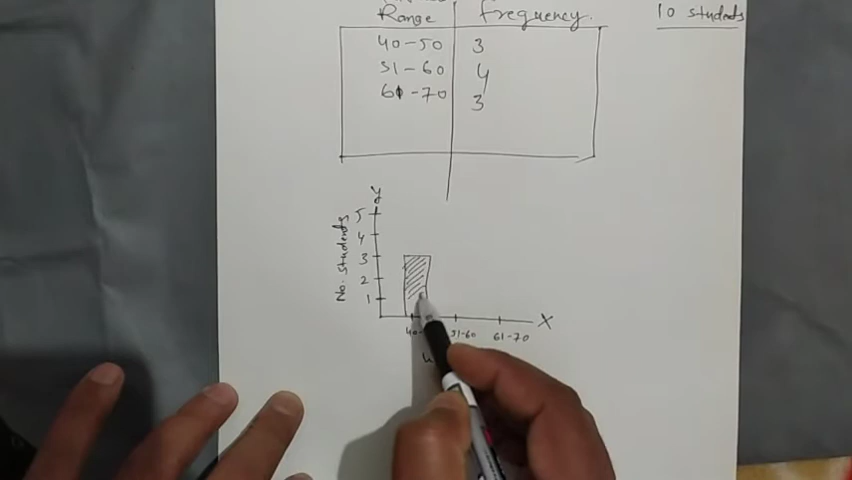 Range frequency. 10 students
40-50 3
51-60 4
61-70 3
y
No. students
5
4
3
2
1
X
40- 51-60 61-70